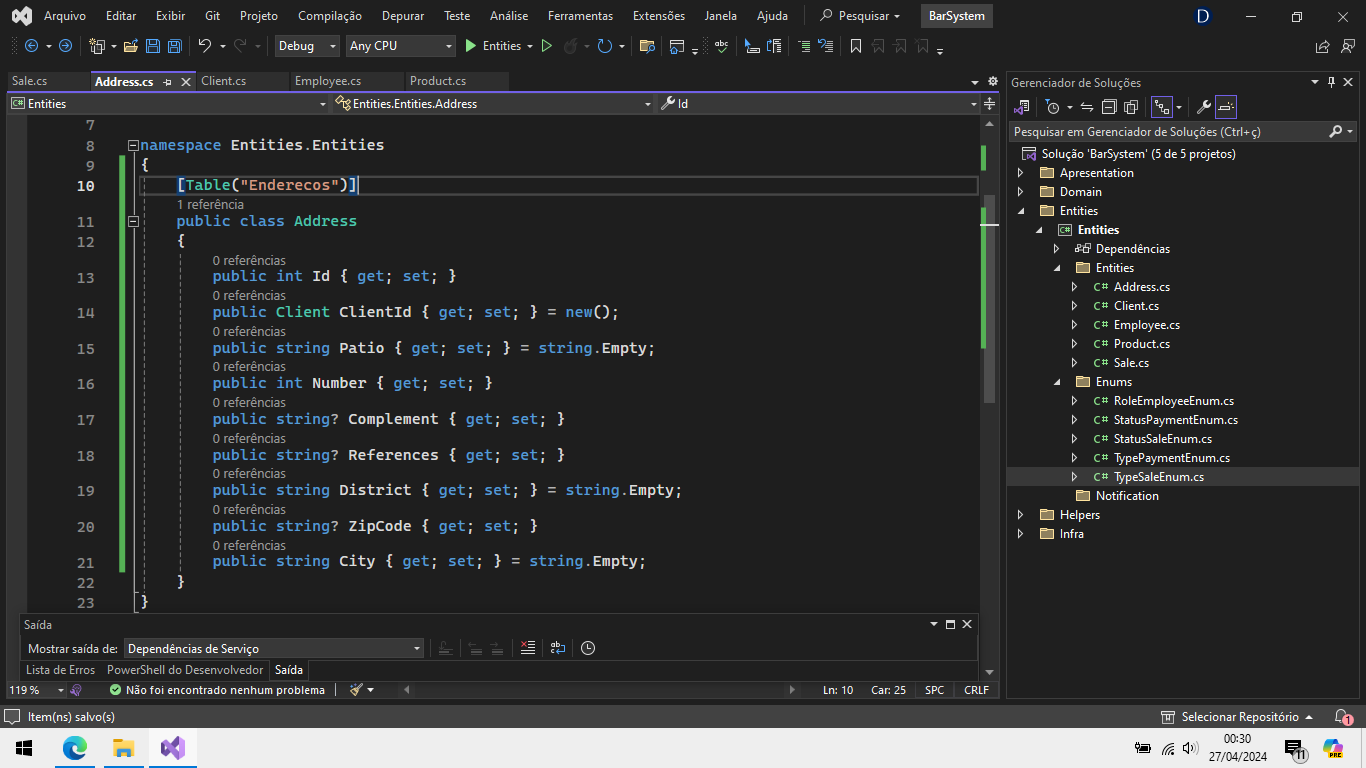 Arquivo Editar Exibir Git Projeto Compilação Depurar Teste Análise Ferramentas Extensões Janela Ajuda Pesquisar BarSystem D
Debug Any CPU Entities
Sale.cs Address.cs Client.cs Employee.cs Product.cs
Entities Entities.Entities.Address Id
7
8 namespace Entities.Entities
9 {
10 [Table("Enderecos")]
1 referência
11 public class Address
12 {
0 referências
13 public int Id { get; set; }
0 referências
14 public Client ClientId { get; set; } = new();
0 referências
15 public string Patio { get; set; } = string.Empty;
0 referências
16 public int Number { get; set; }
0 referências
17 public string? Complement { get; set; }
0 referências
18 public string? References { get; set; }
0 referências
19 public string District { get; set; } = string.Empty;
0 referências
20 public string? ZipCode { get; set; }
0 referências
21 public string City { get; set; } = string.Empty;
22 }
23 }
Saída
Mostrar saída de: Dependências de Serviço
Lista de Erros PowerShell do Desenvolvedor Saída
119 % Não foi encontrado nenhum problema Ln: 10 Car: 25 SPC CRLF
Gerenciador de Soluções
Pesquisar em Gerenciador de Soluções (Ctrl+ç)
Solução 'BarSystem' (5 de 5 projetos)
Apresentation
Domain
Entities
C# Entities
Dependências
Entities
C# Address.cs
C# Client.cs
C# Employee.cs
C# Product.cs
C# Sale.cs
Enums
C# RoleEmployeeEnum.cs
C# StatusPaymentEnum.cs
C# StatusSaleEnum.cs
C# TypePaymentEnum.cs
C# TypeSaleEnum.cs
Notification
Helpers
Infra
Item(ns) salvo(s) Selecionar Repositório 1
00:30
27/04/2024
11
PRE